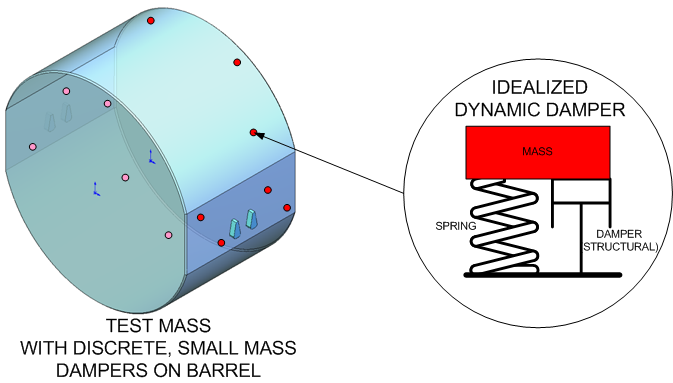 IDEALIZED
DYNAMIC DAMPER
MASS
SPRING
DAMPER
STRUCTURAL)
TEST MASS
WITH DISCRETE, SMALL MASS
DAMPERS ON BARREL